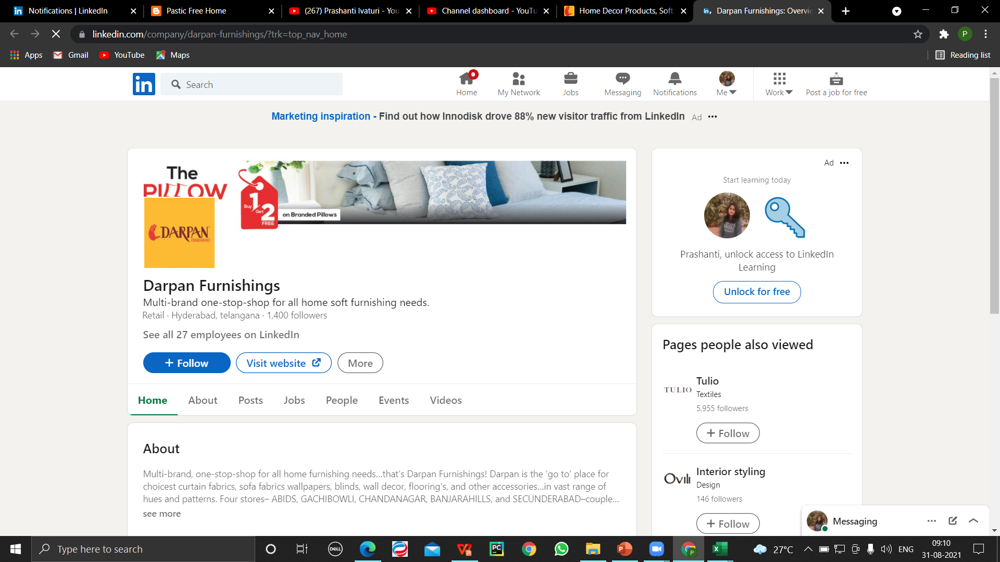 Notifications | LinkedIn
Pastic Free Home
(267) Prashanti Ivaturi - You
Channel dashboard - YouTu
Home Decor Products, Soft
Darpan Furnishings: Overvie
linkedin.com/company/darpan-furnishings/?trk=top_nav_home
P
Apps
Gmail
YouTube
Maps
Reading list
in
Search
0
Home
My Network
Jobs
Messaging
Notifications
Me
Work
Post a job for free
Marketing inspiration - Find out how Innodisk drove 88% new visitor traffic from LinkedIn
Ad
The
PILLOW
Buy 1
Get 2
FREE
on Branded Pillows
DARPAN
FURNISHINGS
Darpan Furnishings
Multi-brand one-stop-shop for all home soft furnishing needs.
Retail · Hyderabad, telangana · 1,400 followers
See all 27 employees on LinkedIn
+ Follow
Visit website
More
Home
About
Posts
Jobs
People
Events
Videos
About
Multi-brand, one-stop-shop for all home furnishing needs...that's Darpan Furnishings! Darpan is the 'go to' place for
choicest curtain fabrics, sofa fabrics wallpapers, blinds, wall decor, flooring's, and other accessories...in vast range of
hues and patterns. Four stores– ABIDS, GACHIBOWLI, CHANDANAGAR, BANJARAHILLS, and SECUNDERABAD–couple...
see more
Ad
Start learning today
Prashanti, unlock access to LinkedIn
Learning
Unlock for free
Pages people also viewed
TULIO
Tulio
Textiles
5,955 followers
+ Follow
Ovili
Interior styling
Design
146 followers
+ Follow
Messaging
Type here to search
DELL
PC
P
27°C
ENG
09:10
31-08-2021